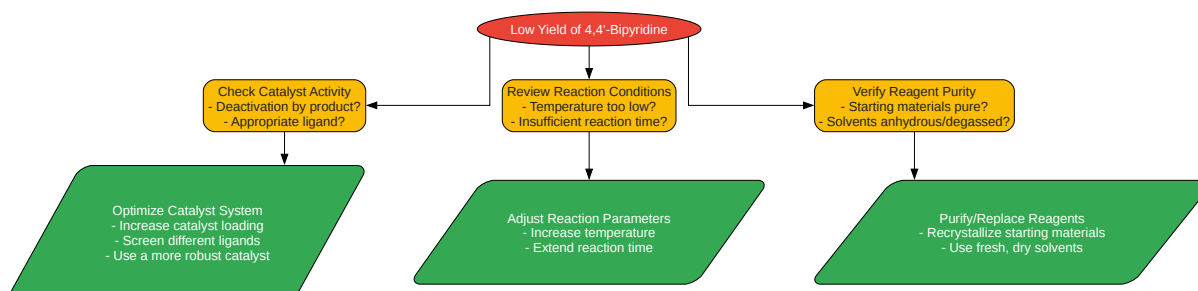 Low Yield of 4,4'-Bipyridine
Check Catalyst Activity
- Deactivation by product?
- Appropriate ligand?
Review Reaction Conditions
- Temperature too low?
- Insufficient reaction time?
Verify Reagent Purity
- Starting materials pure?
- Solvents anhydrous/degassed?
Optimize Catalyst System
- Increase catalyst loading
- Screen different ligands
- Use a more robust catalyst
Adjust Reaction Parameters
- Increase temperature
- Extend reaction time
Purify/Replace Reagents
- Recrystallize starting materials
- Use fresh, dry solvents